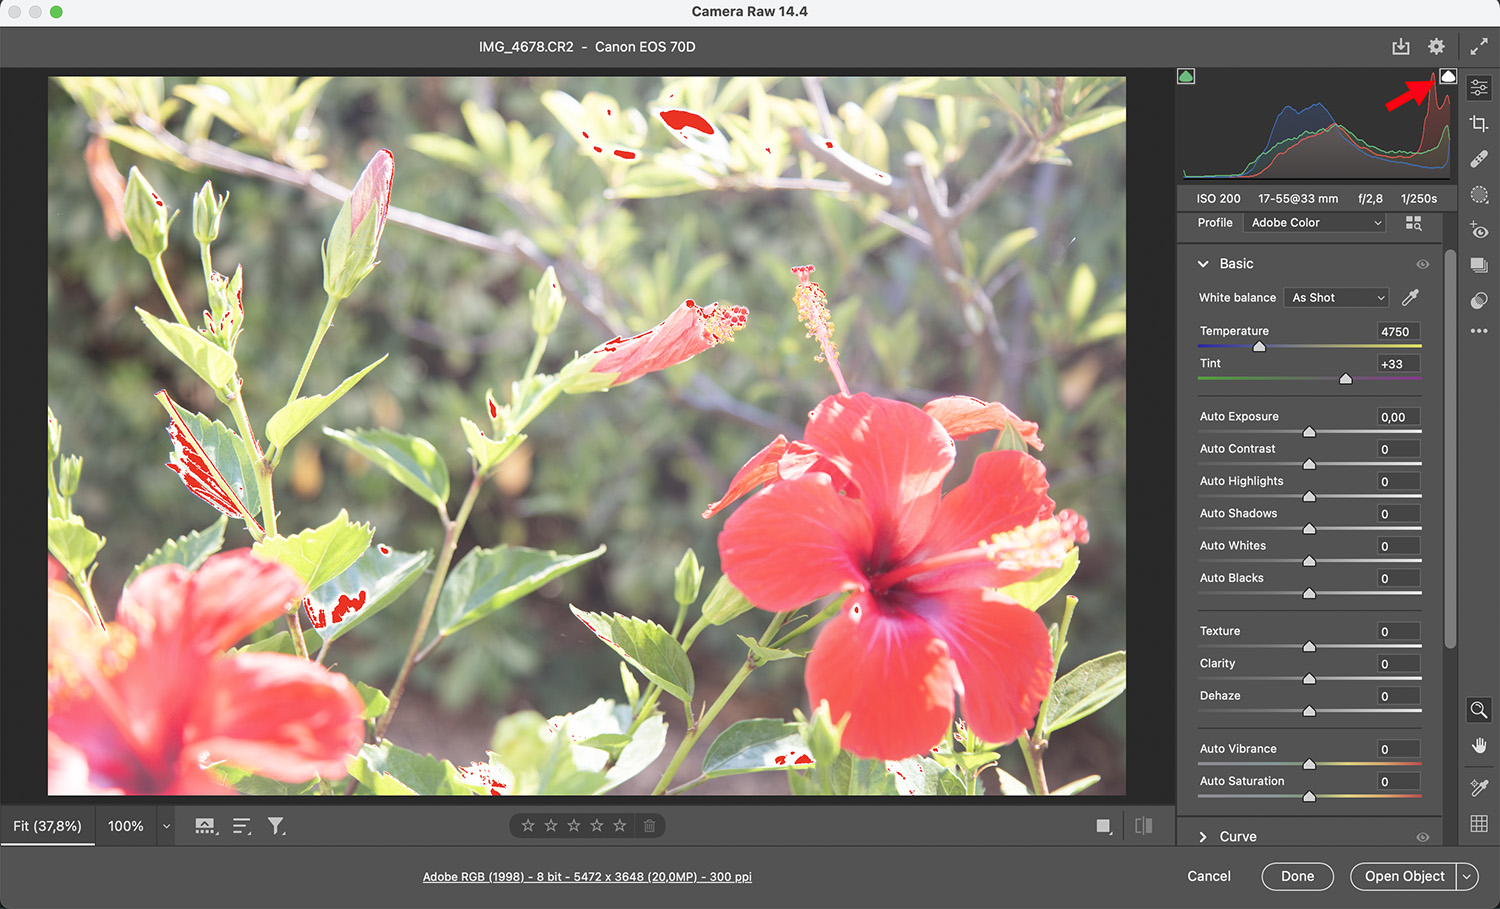 Camera Raw 14.4
IMG_4678.CR2 - Canon EOS 70D
ISO 200 17-55@33 mm f/2,8 1/250s
Profile Adobe Color
Basic
White balance As Shot
Temperature 4750
Tint +33
Auto Exposure 0,00
Auto Contrast 0
Auto Highlights 0
Auto Shadows 0
Auto Whites 0
Auto Blacks 0
Texture 0
Clarity 0
Dehaze 0
Auto Vibrance 0
Auto Saturation 0
Curve
Fit (37,8%) 100%
Adobe RGB (1998) - 8 bit - 5472 x 3648 (20,0MP) - 300 ppi
Cancel Done Open Object